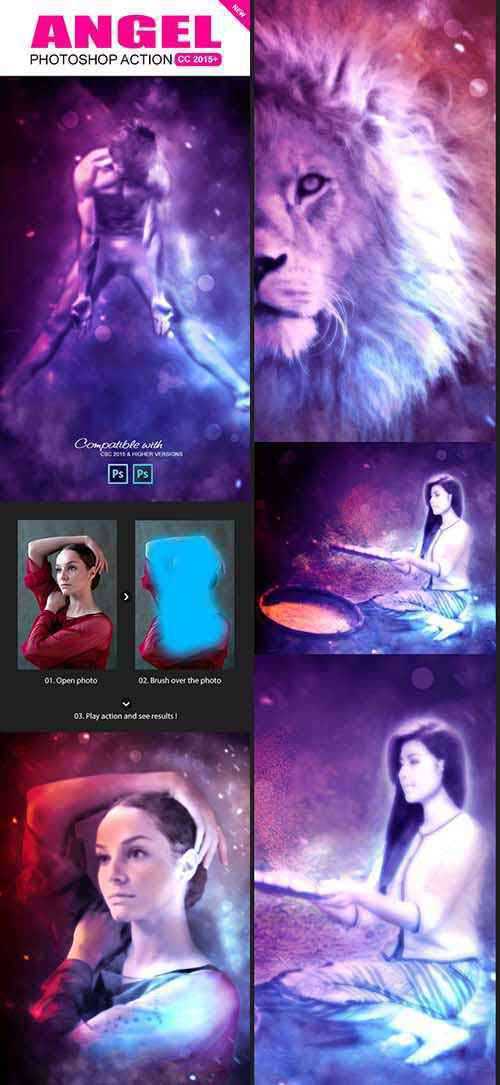 NEW
ANGEL
PHOTOSHOP ACTION CC 2015+
Compatible with
CSC 2015 & HIGHER VERSIONS
Ps Ps
01. Open photo
02. Brush over the photo
03. Play action and see results !